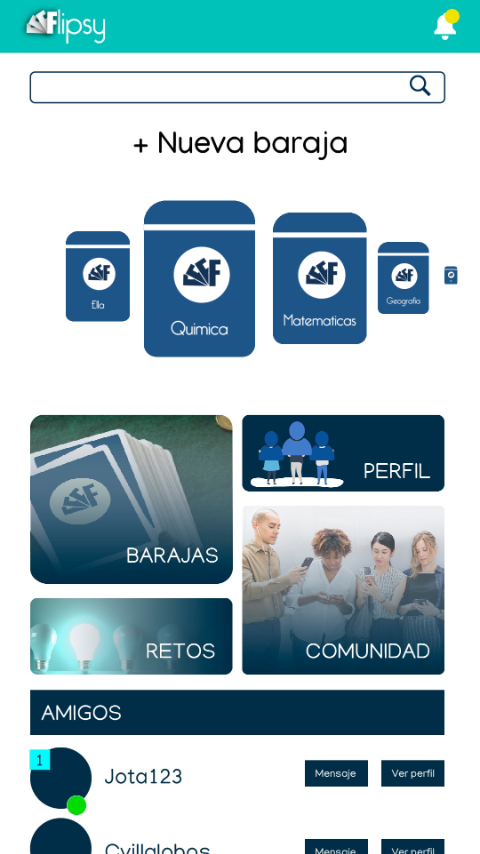 Flipsy
+ Nueva baraja
Ella
Quimica
Matematicas
Geografia
BARAJAS
PERFIL
RETOS
COMUNIDAD
AMIGOS
1
Jota123
Mensaje
Ver perfil
Cvillalobos
Mensaje
Ver perfil